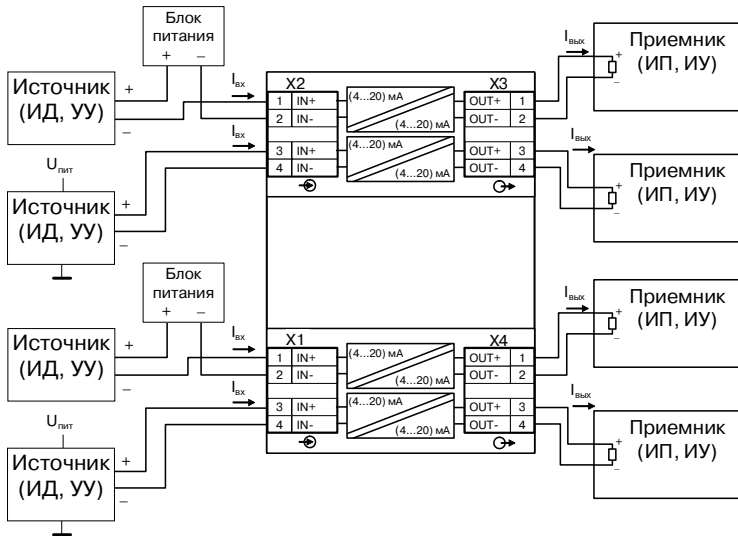 Блок
питания
+ −
Источник
(ИД, УУ)
+
−
Iвх
X2
1 IN+
2 IN-
3 IN+
4 IN-
(4...20) мА
(4...20) мА
(4...20) мА
(4...20) мА
X3
OUT+ 1
OUT- 2
OUT+ 3
OUT- 4
Iвых
+
−
Приемник
(ИП, ИУ)
Iвх
Uпит
Источник
(ИД, УУ)
+
−
Iвых
+
−
Приемник
(ИП, ИУ)
Блок
питания
+ −
Источник
(ИД, УУ)
+
−
Iвх
X1
1 IN+
2 IN-
3 IN+
4 IN-
(4...20) мА
(4...20) мА
(4...20) мА
(4...20) мА
X4
OUT+ 1
OUT- 2
OUT+ 3
OUT- 4
Iвых
+
−
Приемник
(ИП, ИУ)
Iвх
Uпит
Источник
(ИД, УУ)
+
−
Iвых
+
−
Приемник
(ИП, ИУ)